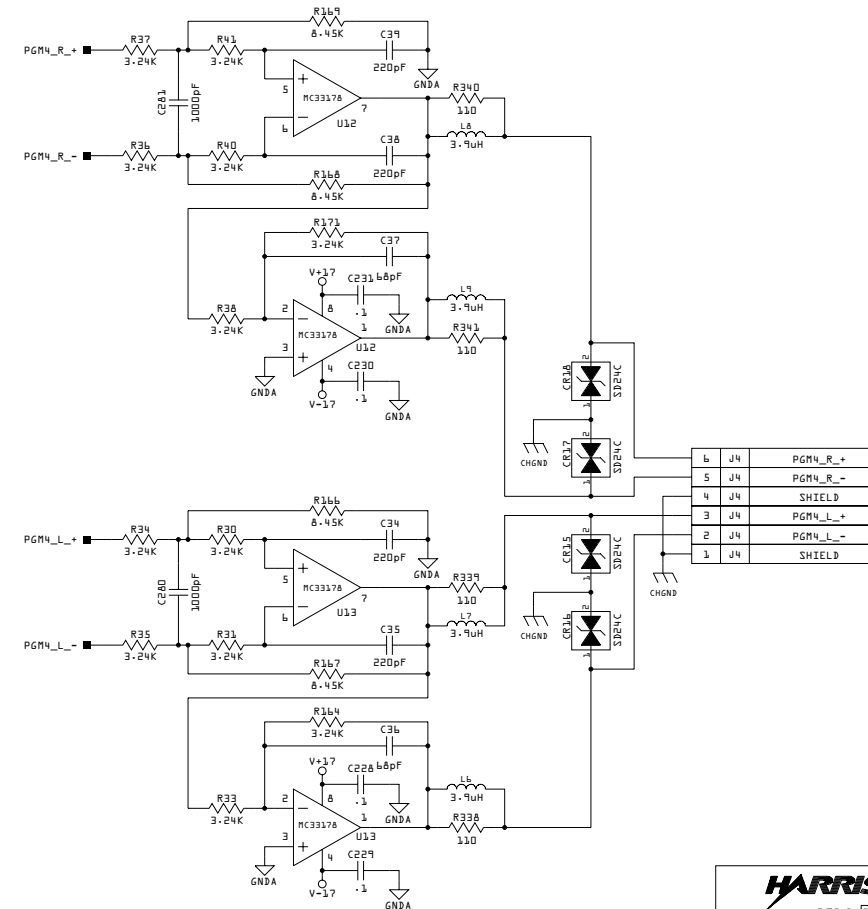 R169
8.45K
PGM4_R_+
R37
3.24K
R41
3.24K
C39
220pF
GNDA
C281
1000pF
5
+
MC33178
7
6
-
U12
R340
110
L8
3.9uH
PGM4_R_-
R36
3.24K
R40
3.24K
C38
220pF
R168
8.45K
R171
3.24K
C37
68pF
V+17
C231
.1
GNDA
R38
3.24K
2
-
8
MC33178
1
3
+
U12
4
GNDA
C230
.1
V-17
GNDA
L9
3.9uH
R341
110
CR18
2
SD24C
1
CHGND
CR17
2
SD24C
1
6 J4 PGM4_R_+
5 J4 PGM4_R_-
4 J4 SHIELD
3 J4 PGM4_L_+
2 J4 PGM4_L_-
1 J4 SHIELD
CHGND
R166
8.45K
PGM4_L_+
R34
3.24K
R30
3.24K
C34
220pF
GNDA
C280
1000pF
5
+
MC33178
7
6
-
U13
R339
110
L7
3.9uH
CR15
2
SD24C
1
CHGND
CR16
2
SD24C
1
PGM4_L_-
R35
3.24K
R31
3.24K
C35
220pF
R167
8.45K
R164
3.24K
C36
68pF
V+17
C228
.1
GNDA
R33
3.24K
2
-
8
MC33178
1
3
+
U13
4
GNDA
C229
.1
V-17
GNDA
L6
3.9uH
R338
110
HARRIS